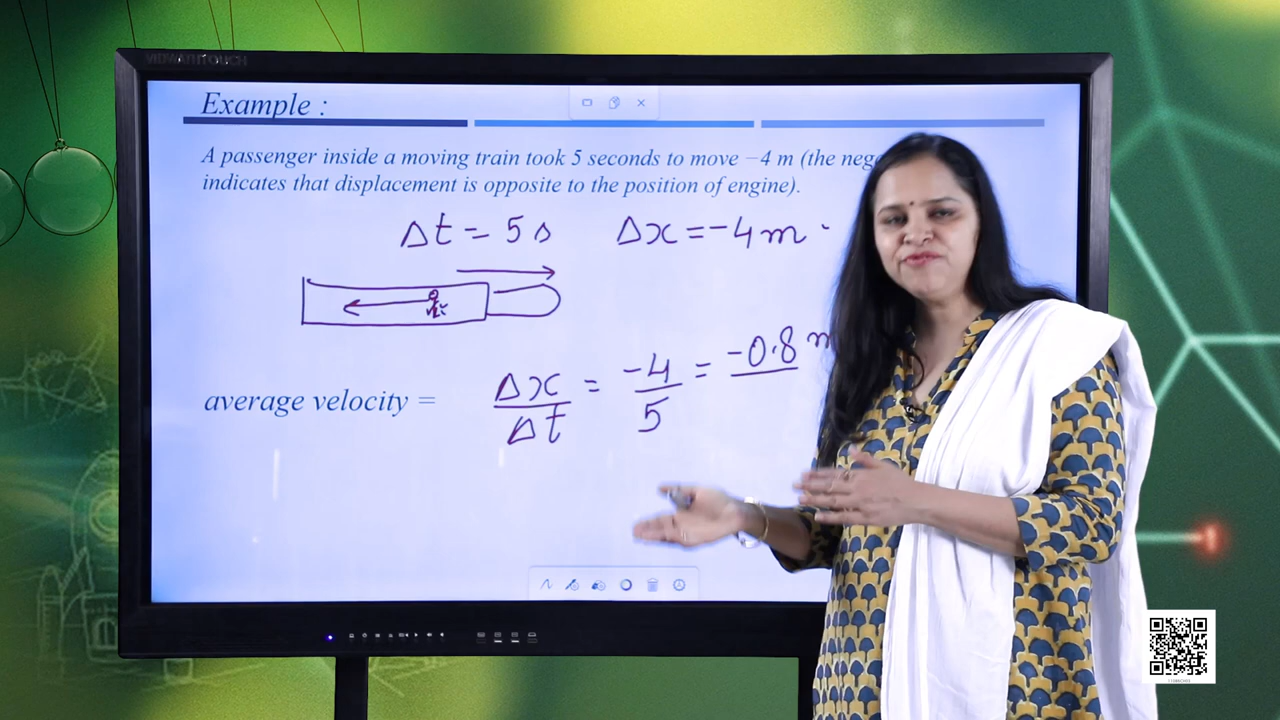 Example :
A passenger inside a moving train took 5 seconds to move −4 m (the
indicates that displacement is opposite to the position of engine).
Δt = 5 s Δx = -4 m
average velocity = Δx/Δt = -4/5 = -0.8